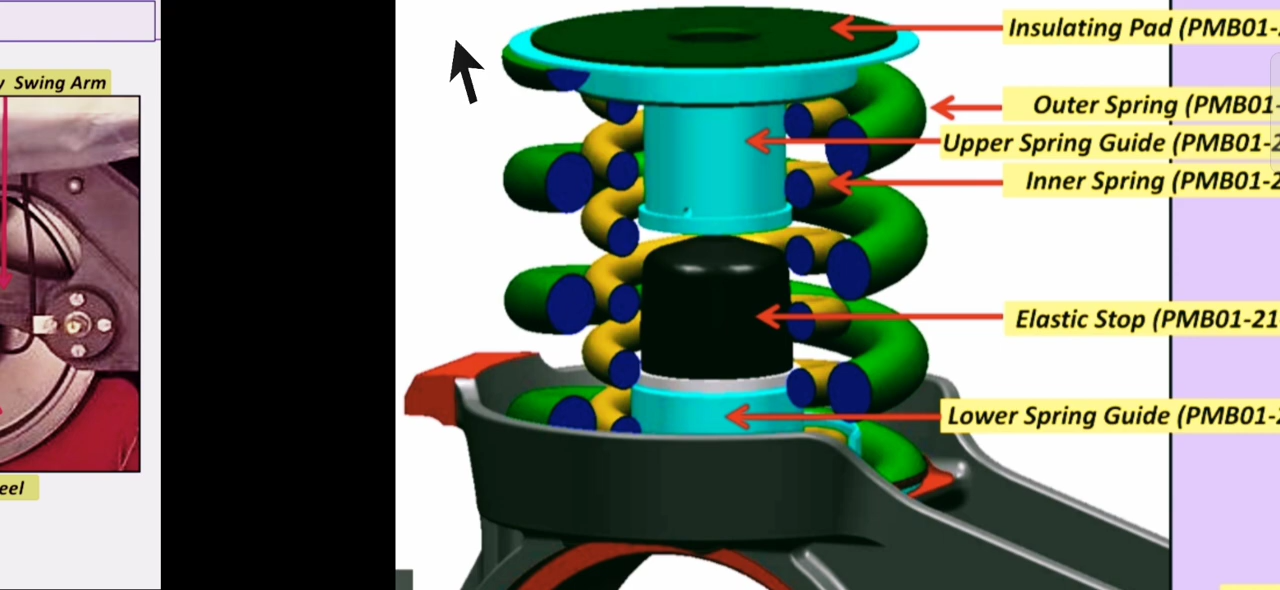 Swing Arm
eel
Insulating Pad (PMB01-
Outer Spring (PMB01-
Upper Spring Guide (PMB01-2
Inner Spring (PMB01-2
Elastic Stop (PMB01-21-
Lower Spring Guide (PMB01-2